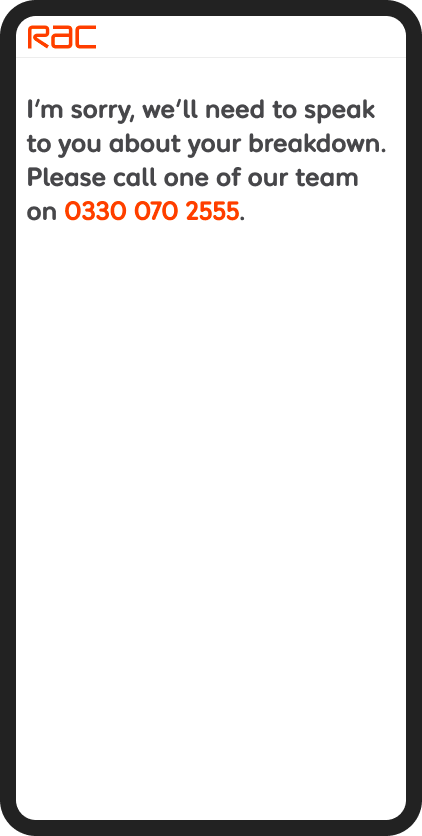 RAC
I'm sorry, we'll need to speak
to you about your breakdown.
Please call one of our team
on 0330 070 2555.